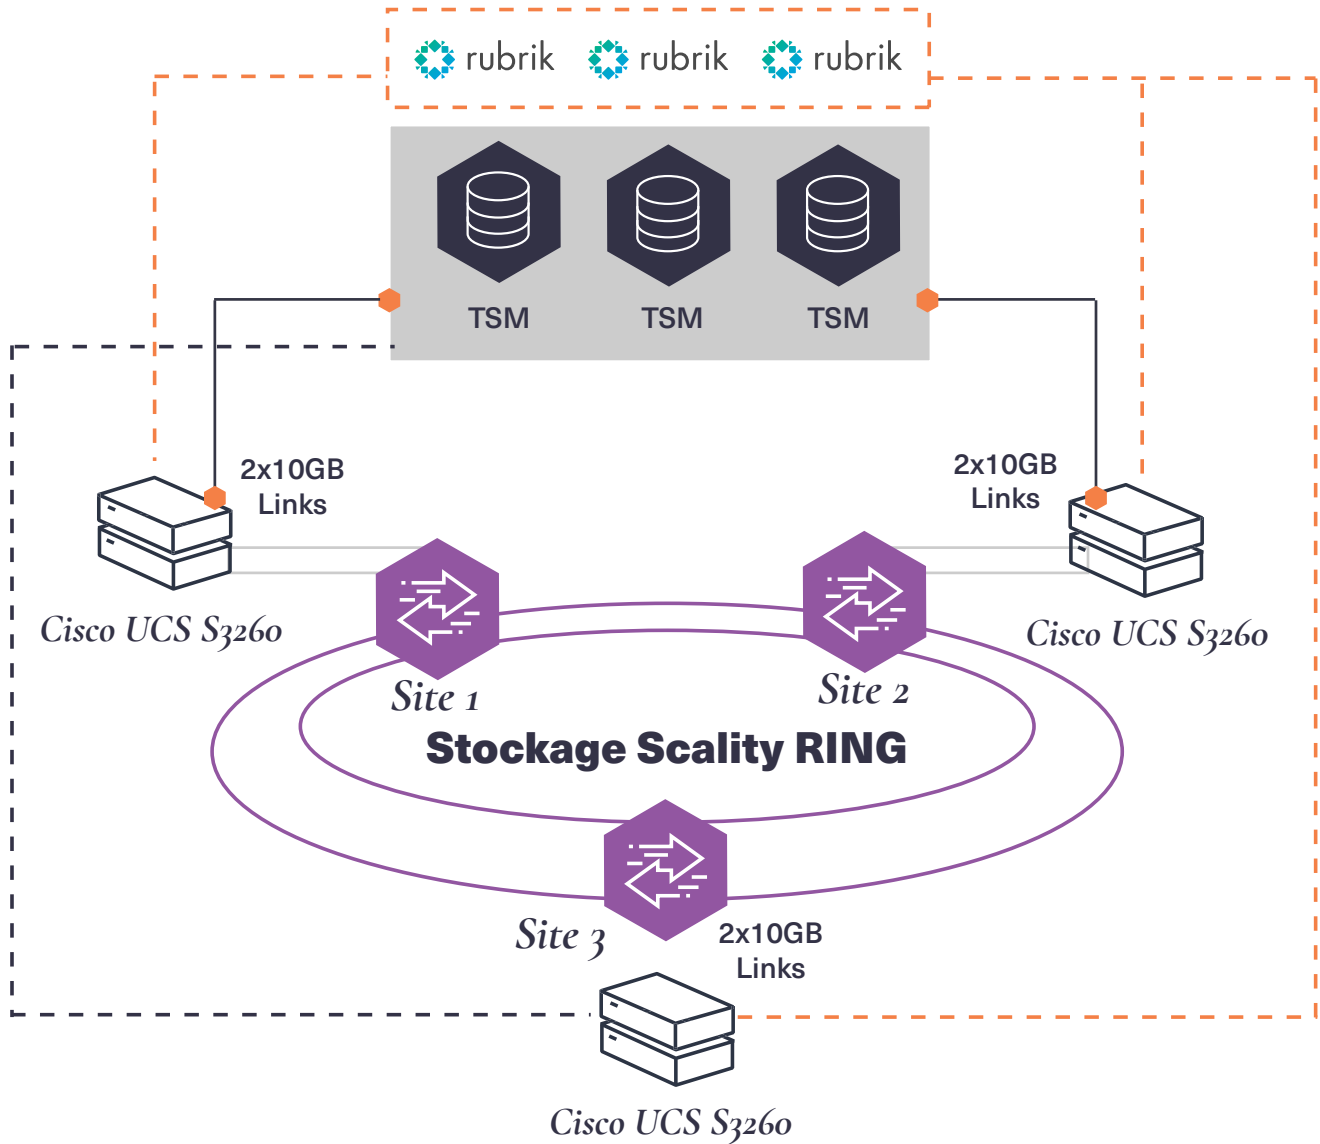 rubrik rubrik rubrik
TSM TSM TSM
2x10GB
Links
2x10GB
Links
Cisco UCS S3260
Cisco UCS S3260
Site 1
Site 2
Stockage Scality RING
Site 3
2x10GB
Links
Cisco UCS S3260